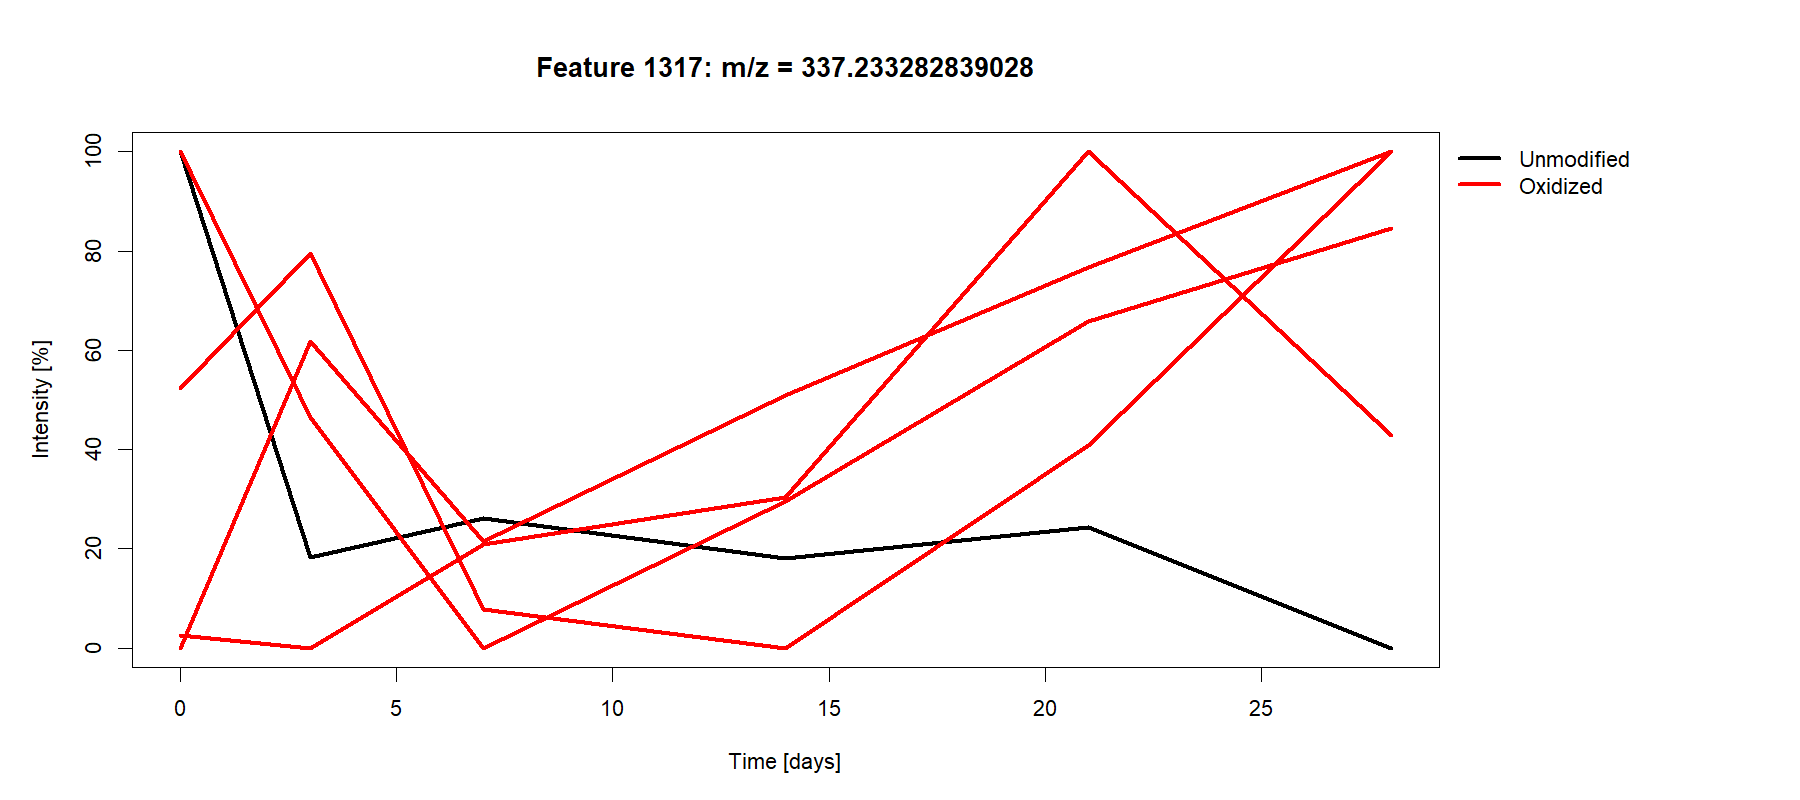 Feature 1317: m/z = 337.233282839028
Unmodified
Oxidized
Intensity [%]
100
80
60
40
20
0
0 5 10 15 20 25
Time [days]